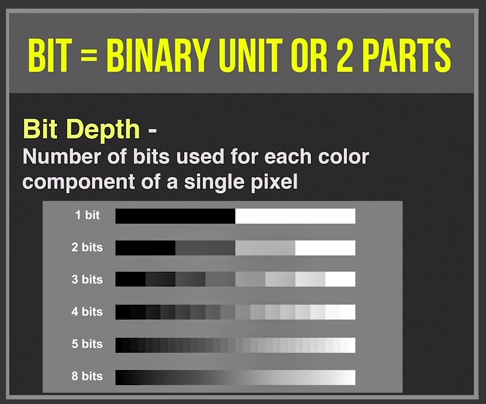 BIT = BINARY UNIT OR 2 PARTS
Bit Depth -
Number of bits used for each color
component of a single pixel
1 bit
2 bits
3 bits
4 bits
5 bits
8 bits